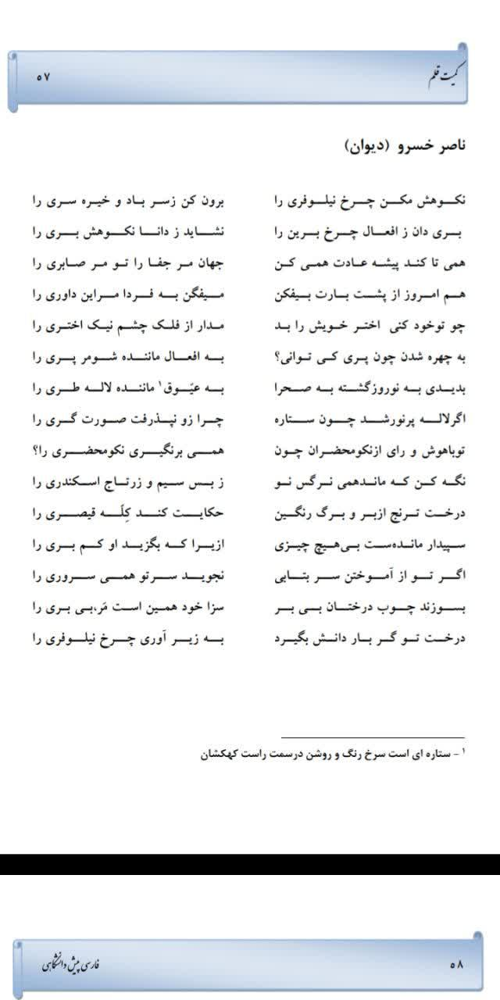 کمیت قلم ۵۷
ناصر خسرو (دیوان)
نکوهش مکن چرخ نیلوفری را برون کن زسر باد و خیره سری را
بری دان ز افعال چرخ برین را نشاید ز دانا نکوهش بری را
همی تا کند پیشه عادت همی کن جهان مر جفا را تو مر صابری را
هم امروز از پشت بارت بیفکن میفگن به فردا مراین داوری را
چو توخود کنی اختر خویش را بد مدار از فلک چشم نیک اختری را
به چهره شدن چون پری کی توانی؟ به افعال ماننده شومر پری را
بدیدی به نوروزگشته به صحرا به عیّوق۱ ماننده لاله طری را
اگرلاله پرنورشد چون ستاره چرا زو نپذرفت صورت گری را
توباهوش و رای ازنکومحضران چون همی برنگیری نکومحضری را؟
نگه کن که ماندهمی نرگس نو ز بس سیم و زرتاج اسکندری را
درخت ترنج ازبر و برگ رنگین حکایت کند کِلَه قیصری را
سپیدار مانده‌ست بی‌هیچ چیزی ازیرا که بگزید او کم بری را
اگر تو از آموختن سر بتابی نجوید سرتو همی سروری را
بسوزند چوب درختان بی بر سزا خود همین است مَر،بی بری را
درخت تو گر بار دانش بگیرد به زیر آوری چرخ نیلوفری را
۱ - ستاره ای است سرخ رنگ و روشن درسمت راست کهکشان
۵۸ فارسی پیش دانشگاهی